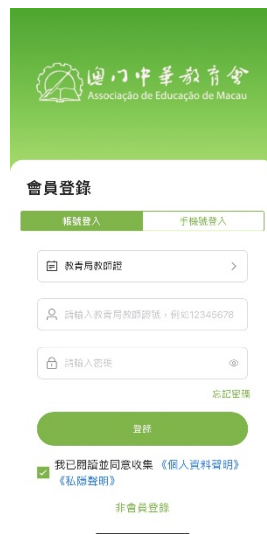 澳门中華教育會
Associação de Educação de Macau
會員登錄
帳號登入
手機號登入
教青局教師證
請輸入教青局教師證號，例如12345678
請輸入密碼
忘記密碼
登錄
我已閱讀並同意收集 《個人資料聲明》
《私隱聲明》
非會員登錄